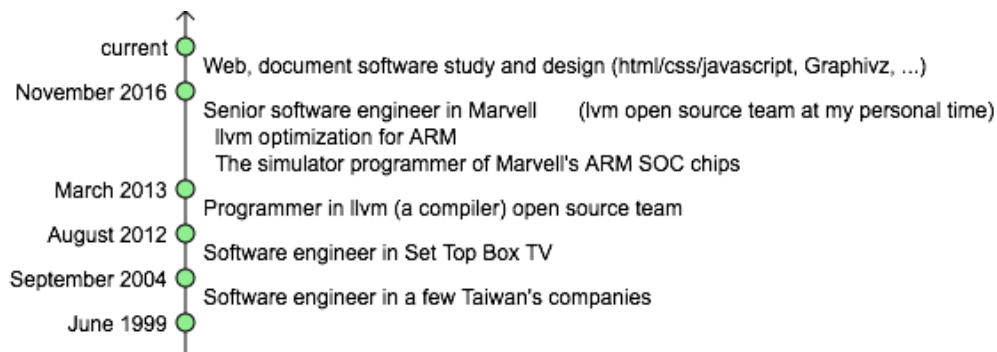 current
Web, document software study and design (html/css/javascript, Graphivz, ...)
November 2016
Senior software engineer in Marvell (lvm open source team at my personal time)
llvm optimization for ARM
The simulator programmer of Marvell's ARM SOC chips
March 2013
Programmer in llvm (a compiler) open source team
August 2012
Software engineer in Set Top Box TV
September 2004
Software engineer in a few Taiwan's companies
June 1999